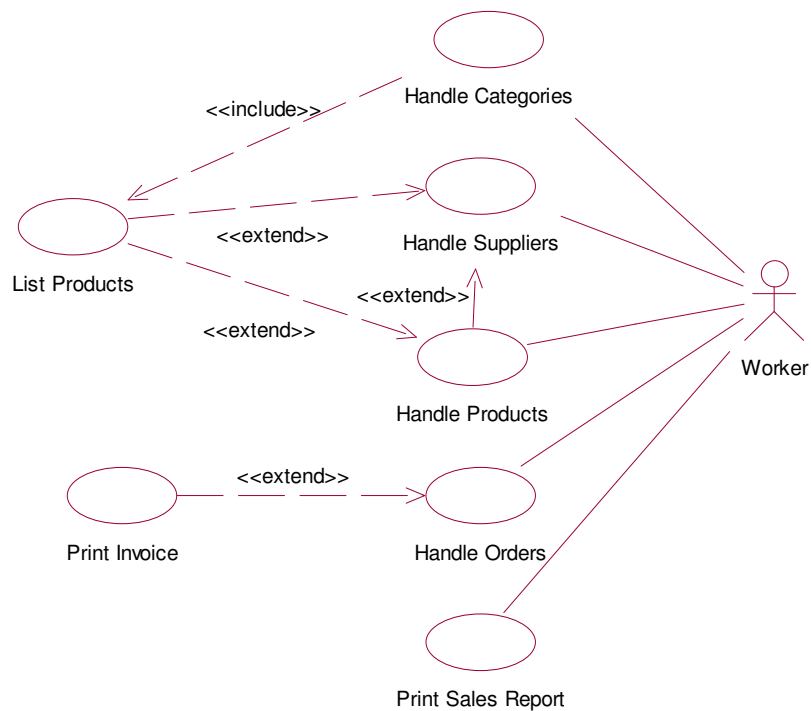 Handle Categories
<<include>>
Handle Suppliers
<<extend>>
List Products
<<extend>>
<<extend>>
Worker
Handle Products
<<extend>>
Print Invoice
Handle Orders
Print Sales Report